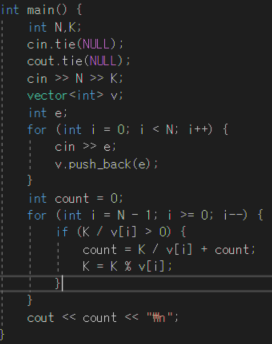 int main() {
int N,K;
cin.tie(NULL);
cout.tie(NULL);
cin >> N >> K;
vector<int> v;
int e;
for (int i = 0; i < N; i++) {
cin >> e;
v.push_back(e);
}
int count = 0;
for (int i = N - 1; i >= 0; i--) {
if (K / v[i] > 0) {
count = K / v[i] + count;
K = K % v[i];
}
}
cout << count << "₩n";
}